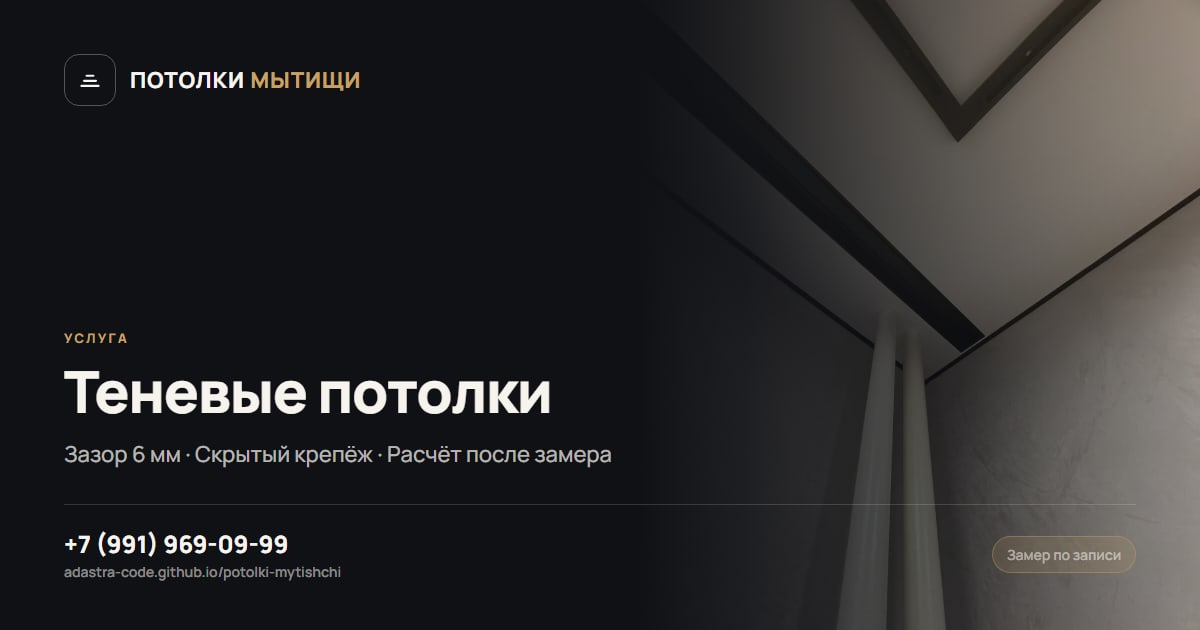 ПОТОЛКИ МЫТИЩИ
УСЛУГА
Теневые потолки
Зазор 6 мм · Скрытый крепёж · Расчёт после замера
+7 (991) 969-09-99
adastra-code.github.io/potolki-mytishchi
Замер по записи